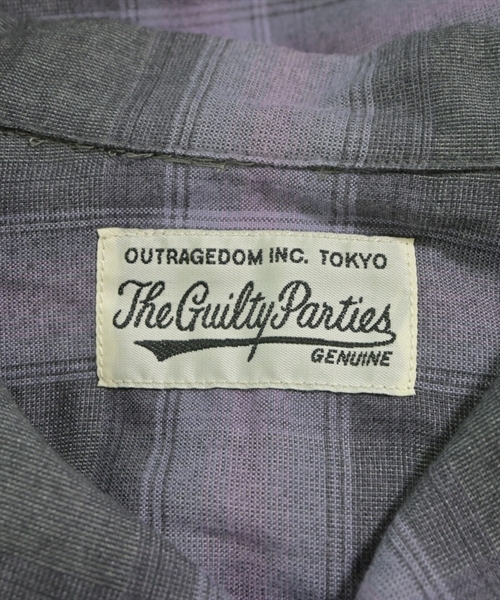 OUTRAGEDOM INC. TOKYO
The Guilty Parties
GENUINE